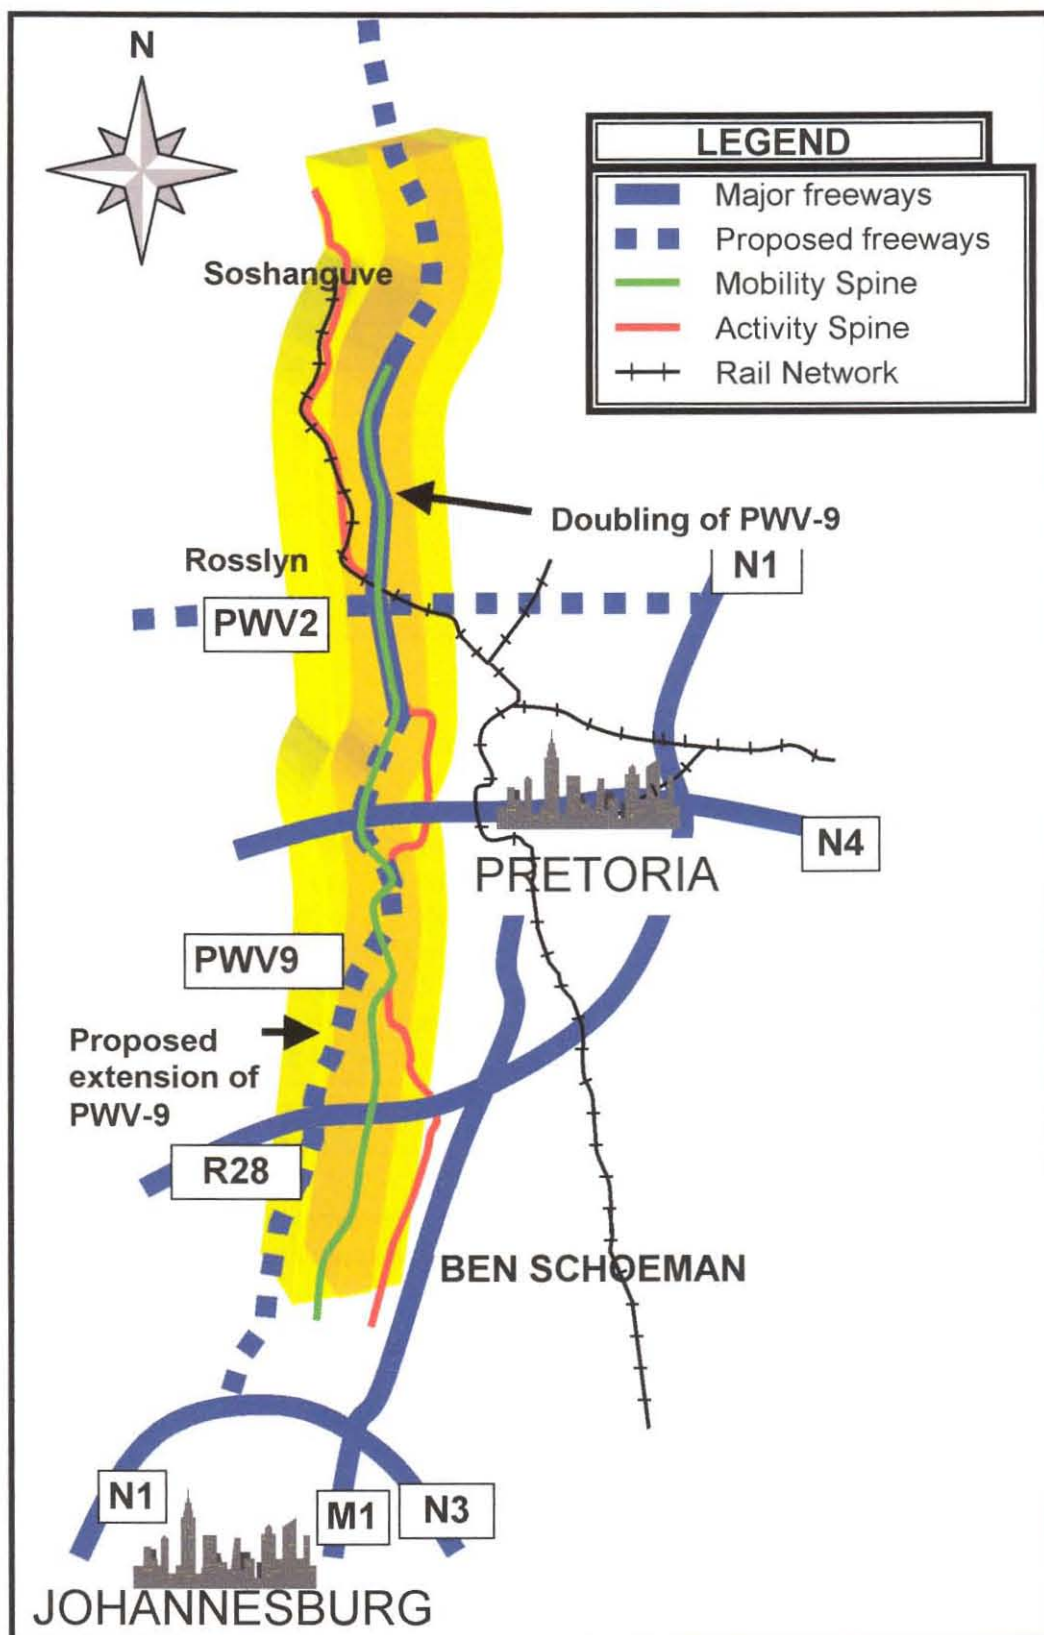 N
LEGEND
Major freeways
Proposed freeways
Mobility Spine
Activity Spine
Rail Network
Soshanguve
Doubling of PWV-9
Rosslyn
N1
PWV2
N4
PRETORIA
PWV9
Proposed
extension of
PWV-9
R28
BEN SCHOEMAN
N1
M1
N3
JOHANNESBURG